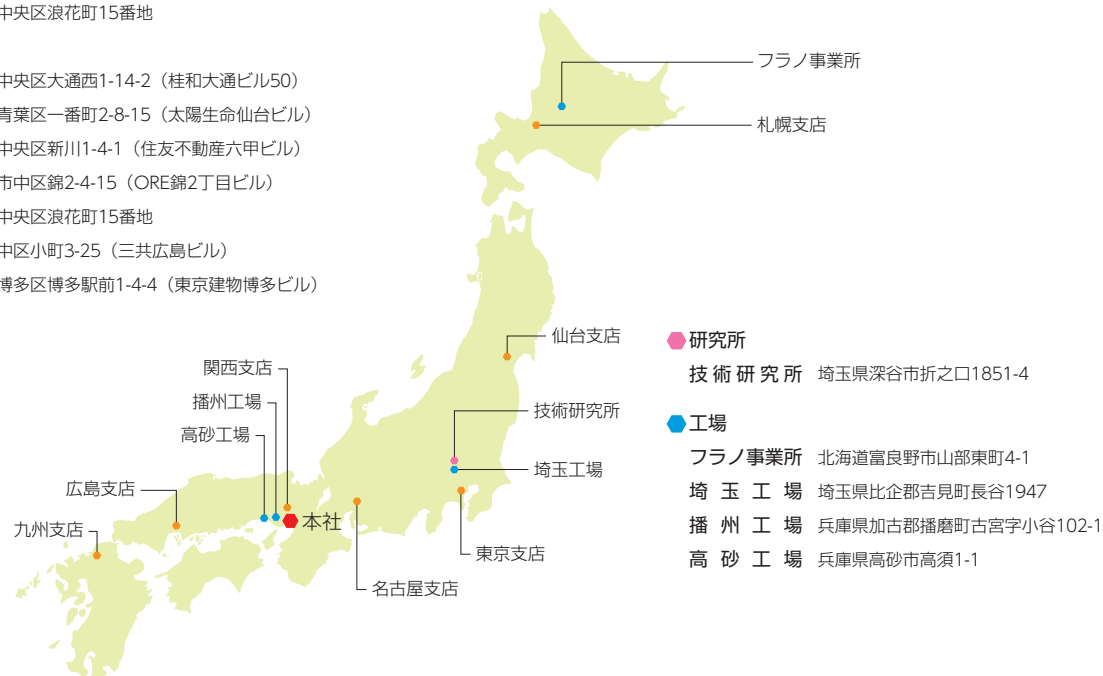 中央区浪花町15番地
中央区大通西1-14-2（桂和大通ビル50）
青葉区一番町2-8-15（太陽生命仙台ビル）
中央区新川1-4-1（住友不動産六甲ビル）
市中区錦2-4-15（ORE錦2丁目ビル）
中央区浪花町15番地
中区小町3-25（三共広島ビル）
博多区博多駅前1-4-4（東京建物博多ビル）
フラノ事業所
札幌支店
仙台支店
関西支店
播州工場
高砂工場
広島支店
九州支店
本社
技術研究所
埼玉工場
東京支店
名古屋支店
研究所
技術研究所 埼玉県深谷市折之口1851-4
工場
フラノ事業所 北海道富良野市山部東町4-1
埼玉工場 埼玉県比企郡吉見町長谷1947
播州工場 兵庫県加古郡播磨町古宮字小谷102-1
高砂工場 兵庫県高砂市高須1-1